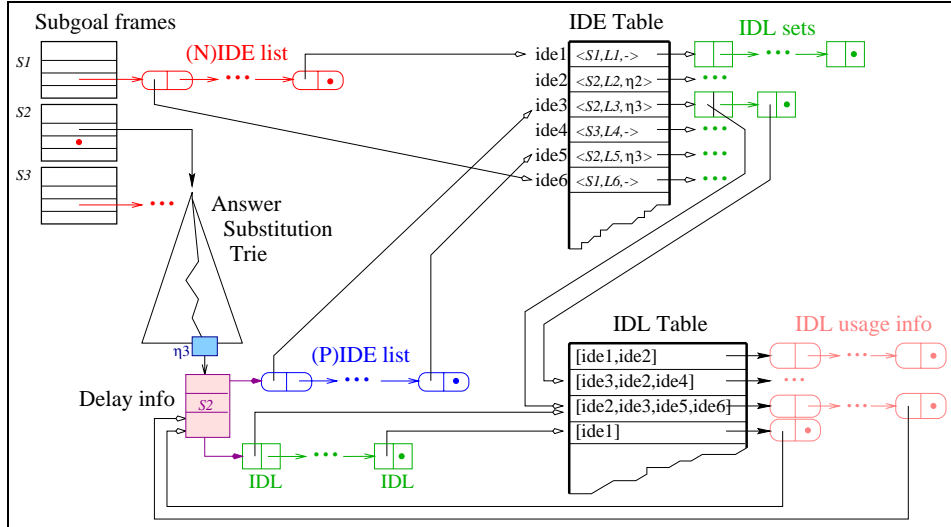 Subgoal frames
IDE Table
IDL sets
S1
(N)IDE list
ide1 <S1,L1,->
ide2 <S2,L2,η2>
ide3 <S2,L3,η3>
ide4 <S3,L4,->
ide5 <S2,L5,η3>
ide6 <S1,L6,->
S2
S3
Answer
Substitution
Trie
η3
(P)IDE list
IDL Table
IDL usage info
[ide1,ide2]
[ide3,ide2,ide4]
[ide2,ide3,ide5,ide6]
[ide1]
Delay info
S2
IDL
IDL